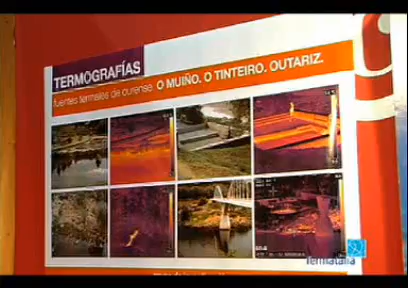 TERMOGRAFÍAS
fuentes termales de ourense. O MUIÑO. O TINTEIRO. OUTARIZ.
Termatalia